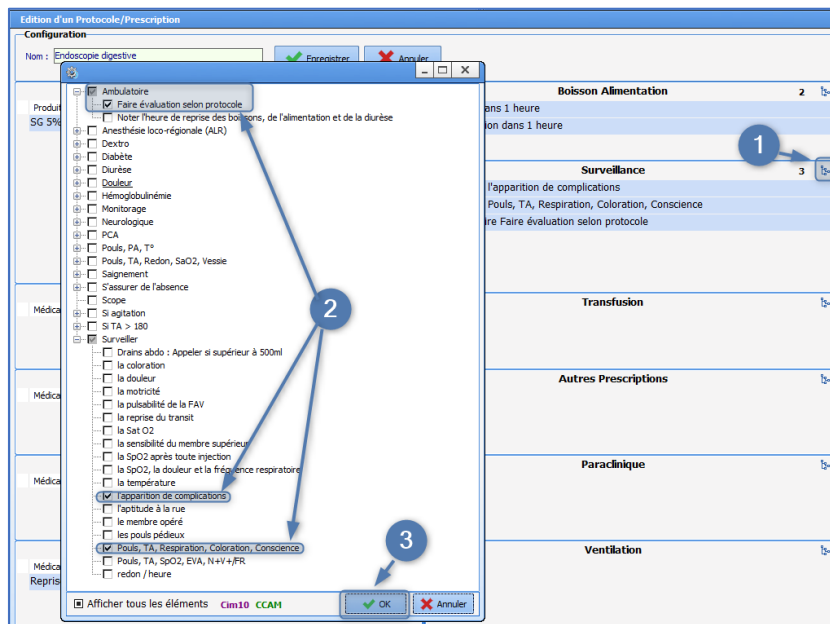 Edition d'un Protocole/Prescription
Configuration
Nom : Endoscopie digestive
Enregistrer
Annuler
Boisson Alimentation 2
ans 1 heure
ion dans 1 heure
Surveillance 3
l'apparition de complications
Pouls, TA, Respiration, Coloration, Conscience
ire Faire évaluation selon protocole
Transfusion
Autres Prescriptions
Paraclinique
Ventilation
Produit
SG 5%
Médica
Médica
Médica
Médica
Repris
Ambulatoire
Faire évaluation selon protocole
Noter l'heure de reprise des boissons, de l'alimentation et de la diurèse
Anesthésie loco-régionale (ALR)
Dextro
Diabète
Diurèse
Douleur
Hémoglobulinémie
Monitorage
Neurologique
PCA
Pouls, PA, T°
Pouls, TA, Redon, SaO2, Vessie
Saignement
S'assurer de l'absence
Scope
Si agitation
Si TA > 180
Surveiller
Drains abdo : Appeler si supérieur à 500ml
la coloration
la douleur
la motricité
la pulsabilité de la FAV
la reprise du transit
la Sat O2
la sensibilité du membre supérieur
la SpO2 après toute injection
la SpO2, la douleur et la fréquence respiratoire
la température
l'apparition de complications
l'aptitude à la rue
le membre opéré
les pouls pédieux
Pouls, TA, Respiration, Coloration, Conscience
Pouls, TA, SpO2, EVA, N+V+/FR
redon / heure
Afficher tous les éléments Cim10 CCAM
OK
Annuler
1
2
3